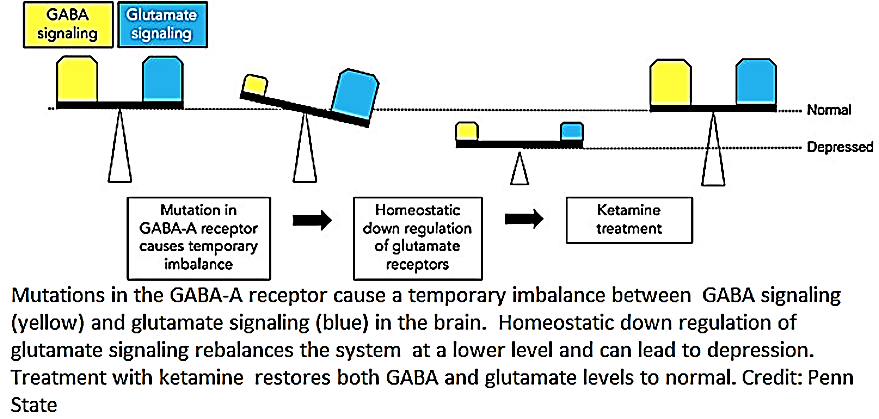 GABA
signaling
Glutamate
signaling
Normal
Depressed
Mutation in
GABA-A receptor
causes temporary
imbalance
Homeostatic
down regulation
of glutamate
receptors
Ketamine
treatment
Mutations in the GABA-A receptor cause a temporary imbalance between GABA signaling
(yellow) and glutamate signaling (blue) in the brain. Homeostatic down regulation of
glutamate signaling rebalances the system at a lower level and can lead to depression.
Treatment with ketamine restores both GABA and glutamate levels to normal. Credit: Penn
State